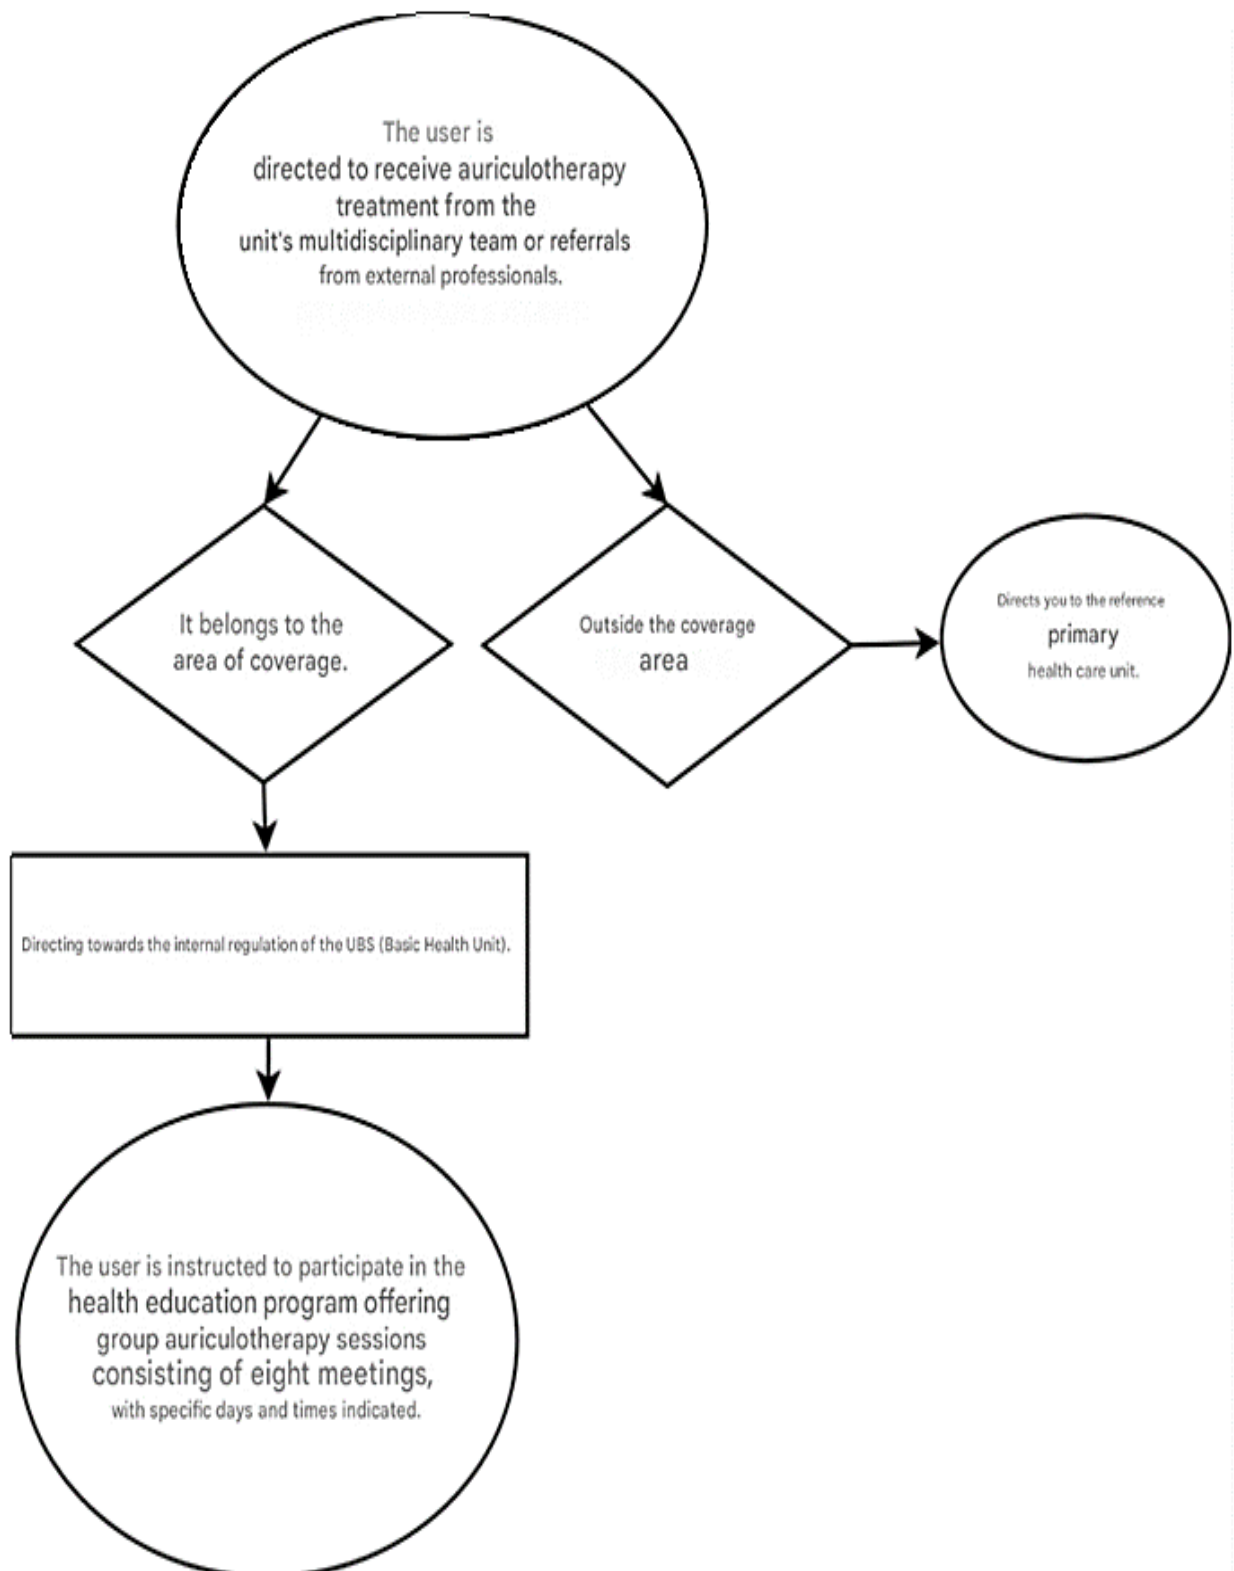 The user is
directed to receive auriculotherapy
treatment from the
unit's multidisciplinary team or referrals
from external professionals.
It belongs to the
area of coverage.
Outside the coverage
area
Directs you to the reference
primary
health care unit.
Directing towards the internal regulation of the UBS (Basic Health Unit).
The user is instructed to participate in the
health education program offering
group auriculotherapy sessions
consisting of eight meetings,
with specific days and times indicated.